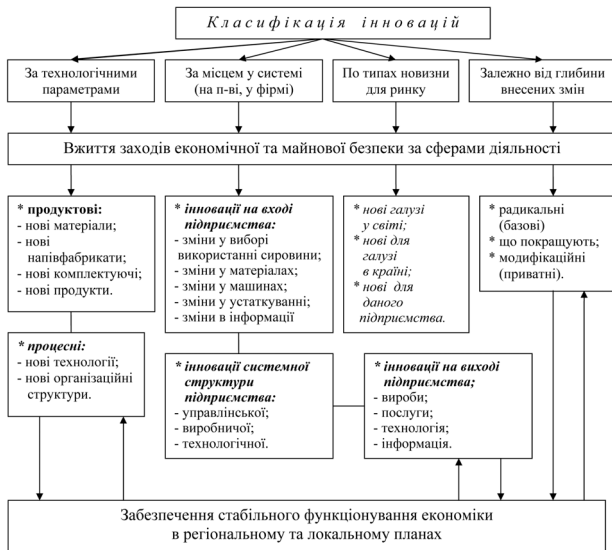 Класифікація інновацій
За технологічними
параметрами
За місцем у системі
(на п-ві, у фірмі)
По типах новизни
для ринку
Залежно від глибини
внесених змін
Вжиття заходів економічної та майнової безпеки за сферами діяльності
* продуктові:
- нові матеріали;
- нові
напівфабрикати;
- нові комплектуючі;
- нові продукти.
* процесні:
- нові технології;
- нові організаційні
структури.
* інновації на вході
підприємства:
- зміни у виборі
використанні сировини;
- зміни у матеріалах;
- зміни у машинах;
- зміни у устаткуванні;
- зміни в інформації
* нові галузі
у світі;
* нові для
галузі
в країні;
* нові для
даного
підприємства.
* радикальні
(базові)
* що покращують;
* модифікаційні
(приватні).
* інновації системної
структури
підприємства:
- управлінської;
- виробничої;
- технологічної.
* інновації на виході
підприємства;
- вироби;
- послуги;
- технологія;
- інформація.
Забезпечення стабільного функціонування економіки
в регіональному та локальному планах